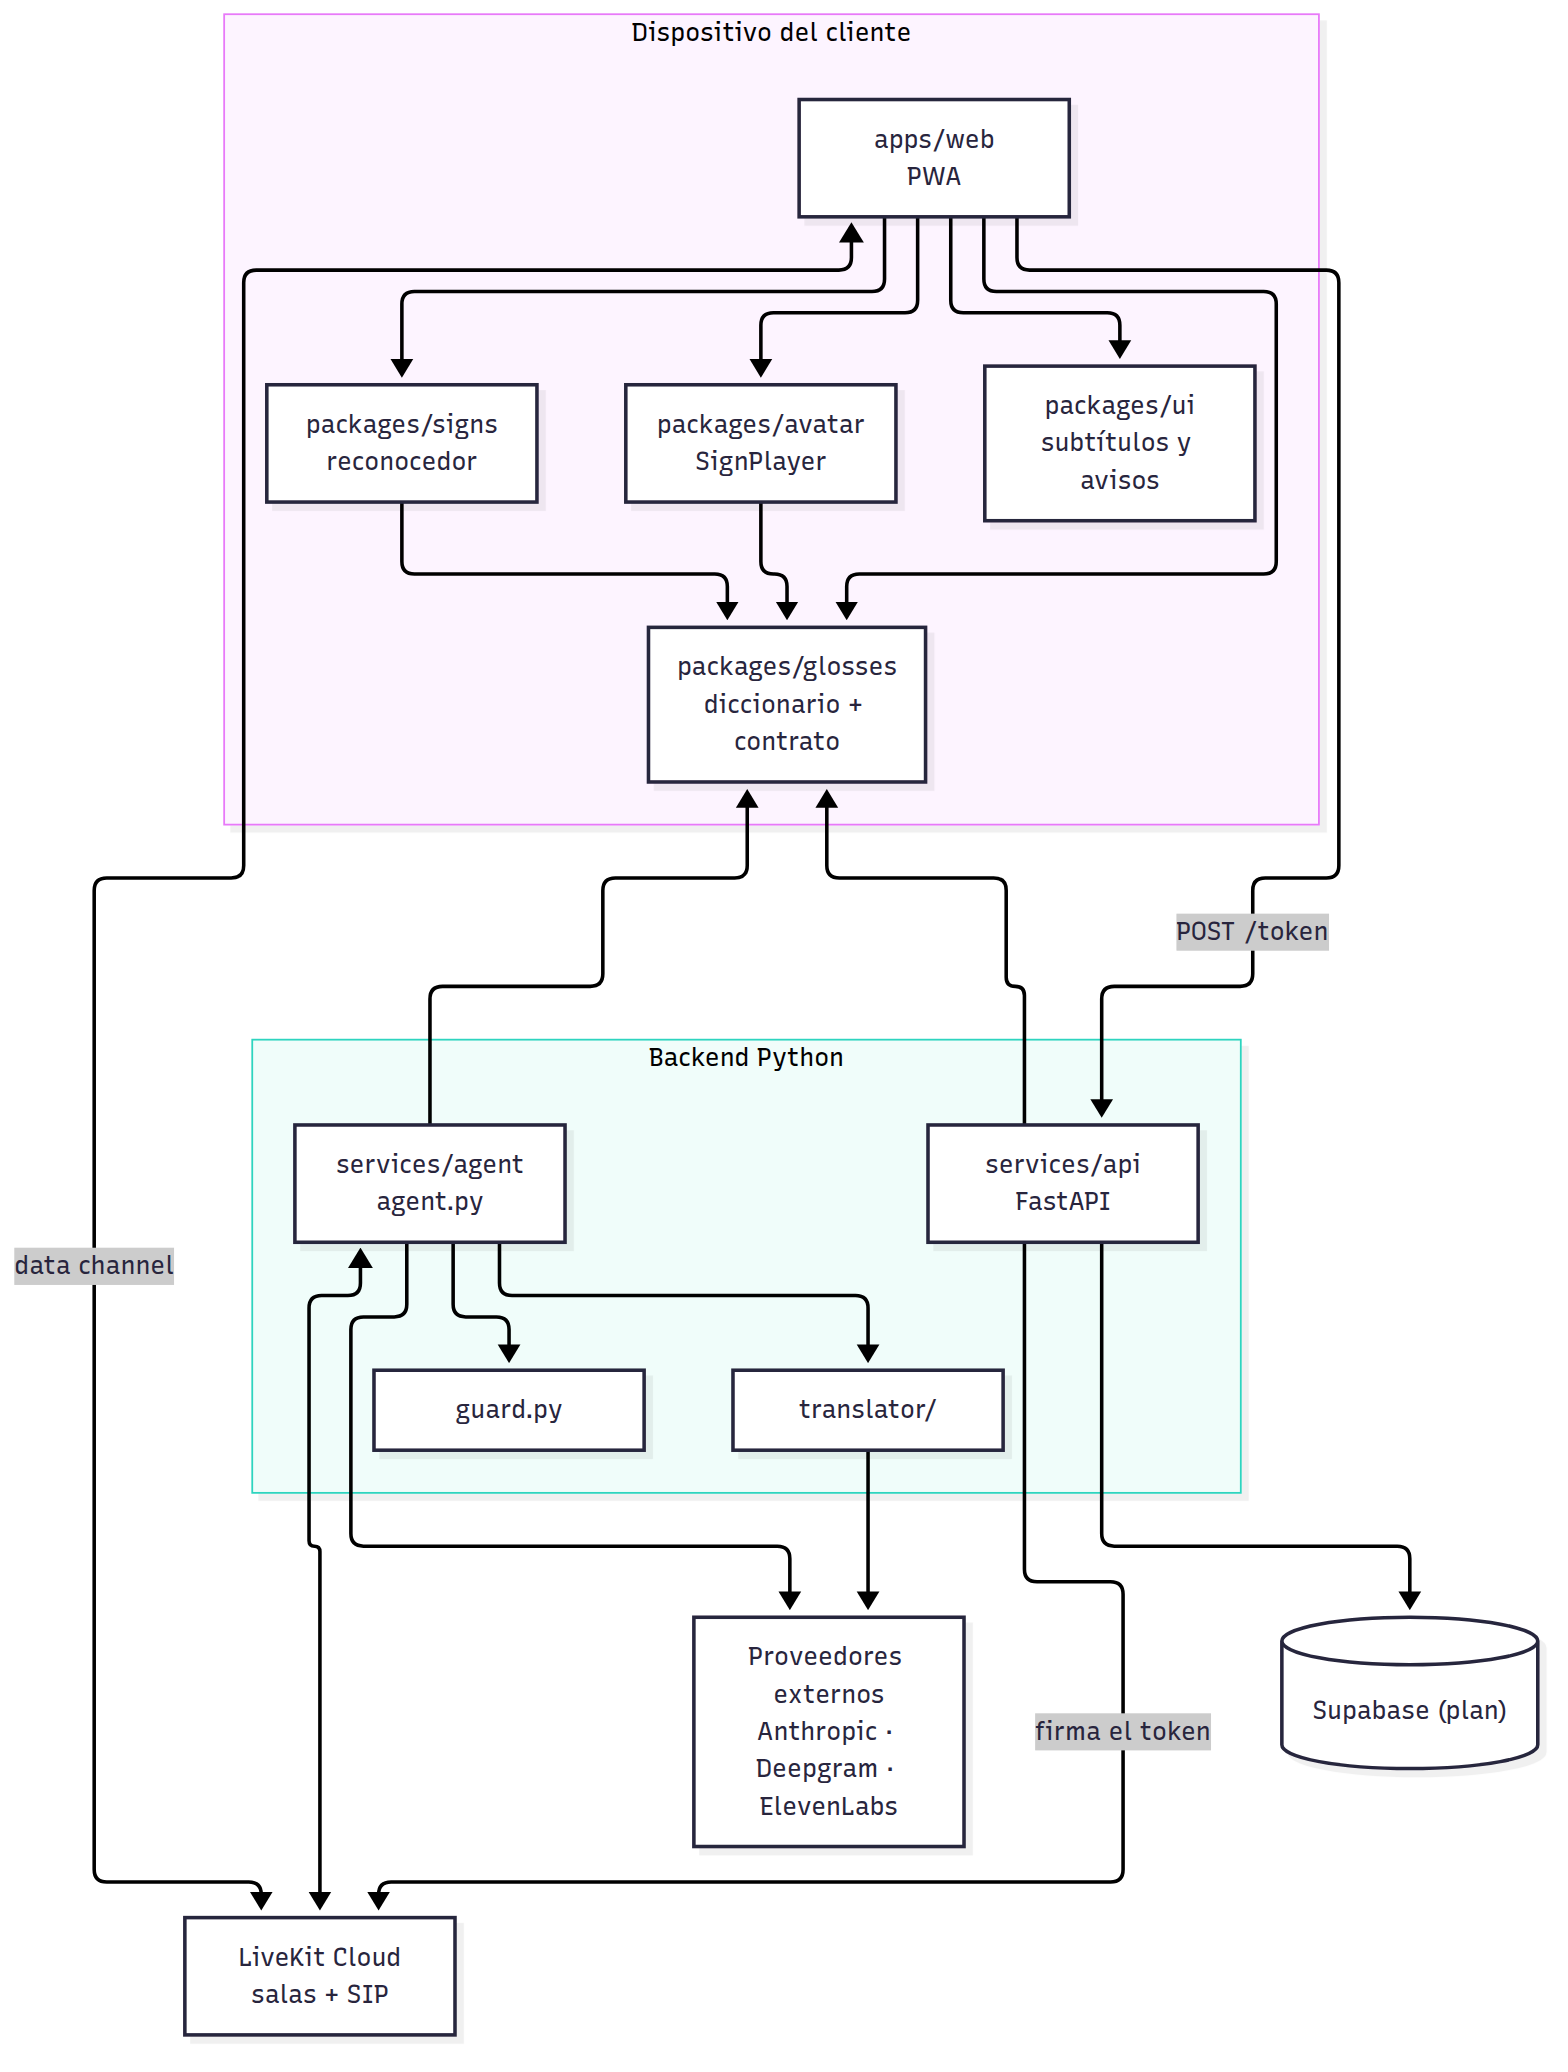 Dispositivo del cliente
apps/web
PWA
packages/signs
reconocedor
packages/avatar
SignPlayer
packages/ui
subtítulos y
avisos
packages/glosses
diccionario +
contrato
POST /token
Backend Python
services/agent
agent.py
services/api
FastAPI
data channel
guard.py
translator/
Proveedores
externos
Anthropic ·
Deepgram ·
ElevenLabs
firma el token
Supabase (plan)
LiveKit Cloud
salas + SIP